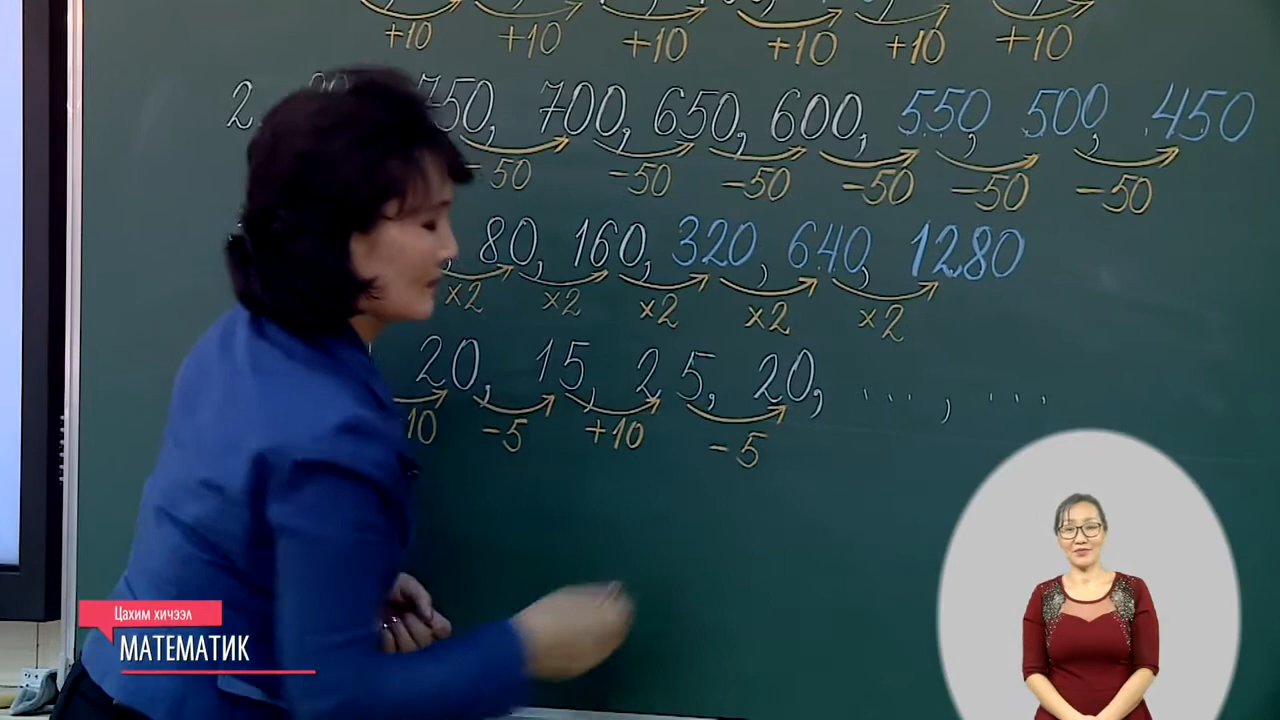 +10 +10 +10 +10 +10 +10
2. 750, 700, 650, 600, 550, 500, 450
-50 -50 -50 -50 -50 -50
, 80, 160, 320, 640, 1280
×2 ×2 ×2 ×2 ×2
20, 15, 25, 20, ..., ...
10 -5 +10 -5
Цахим хичээл
МАТЕМАТИК